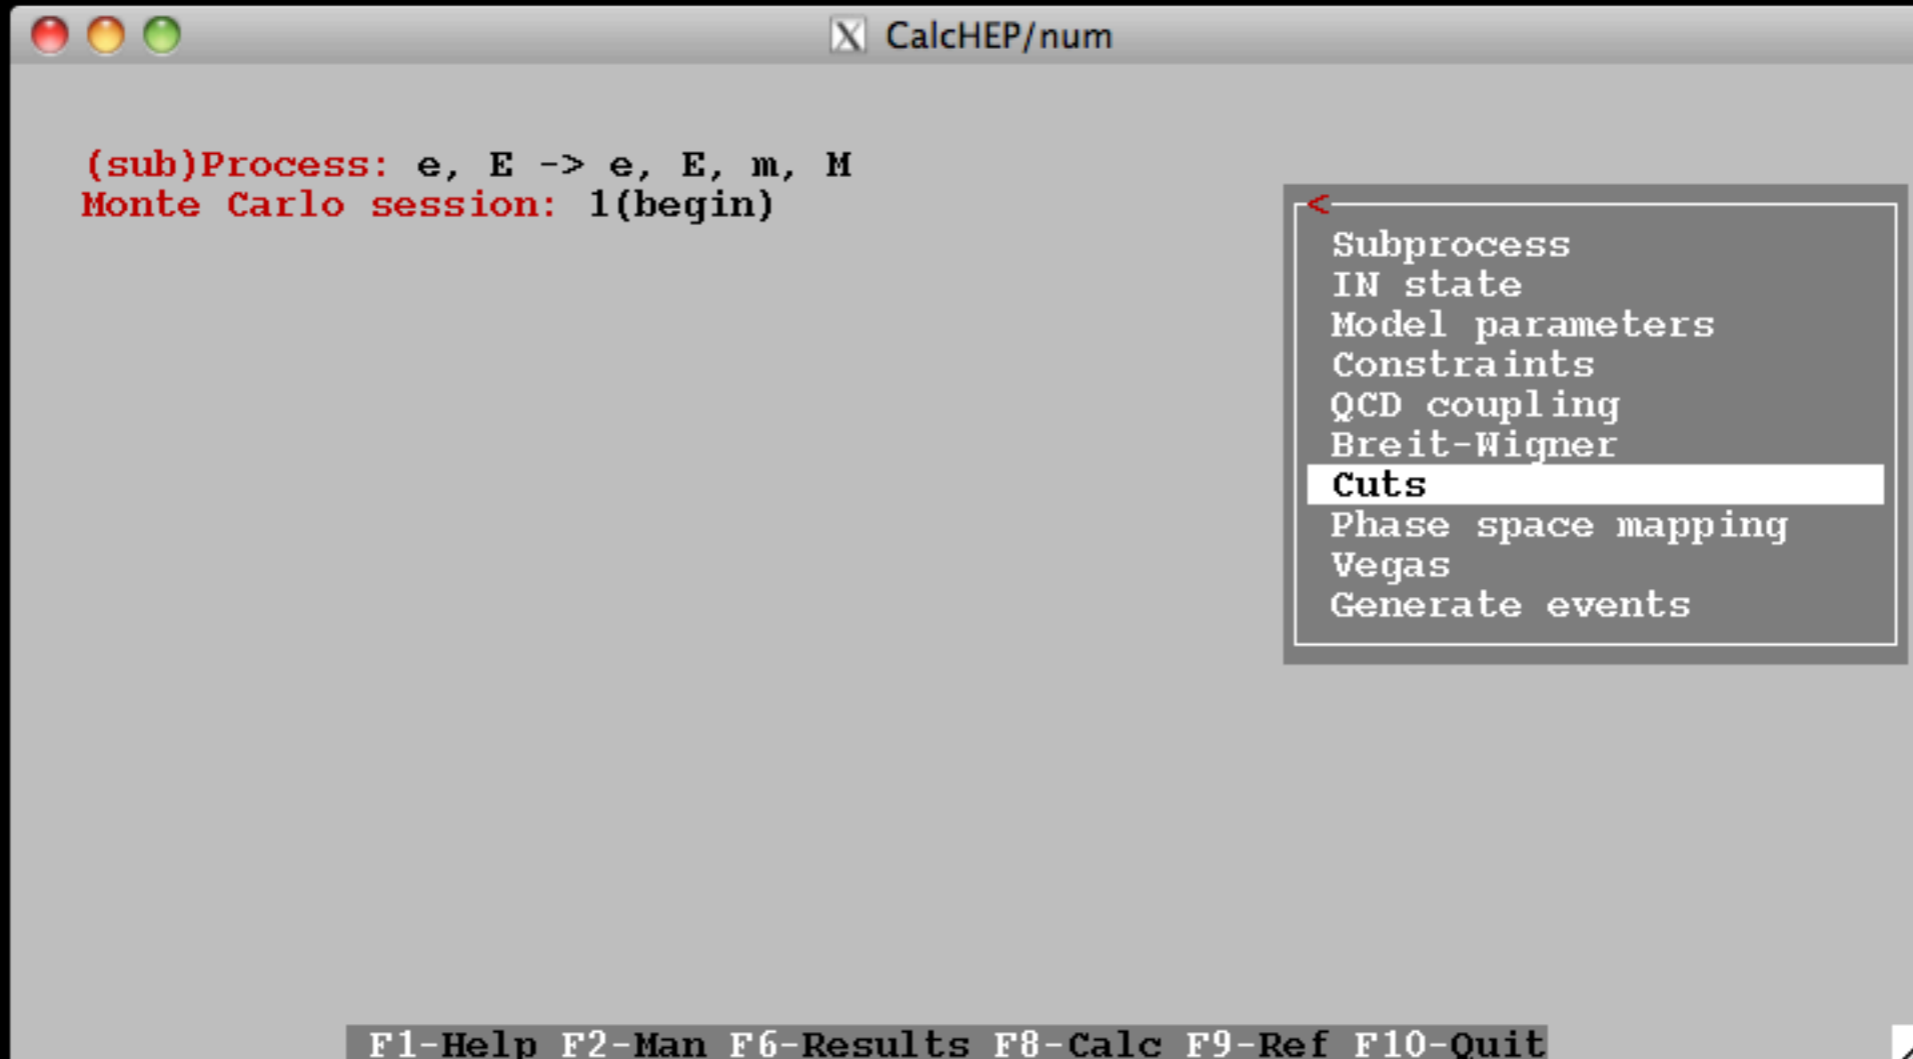 CalcHEP/num
(sub)Process: e, E -> e, E, m, M
Monte Carlo session: 1(begin)
<
Subprocess
IN state
Model parameters
Constraints
QCD coupling
Breit-Wigner
Cuts
Phase space mapping
Vegas
Generate events
F1-Help F2-Man F6-Results F8-Calc F9-Ref F10-Quit